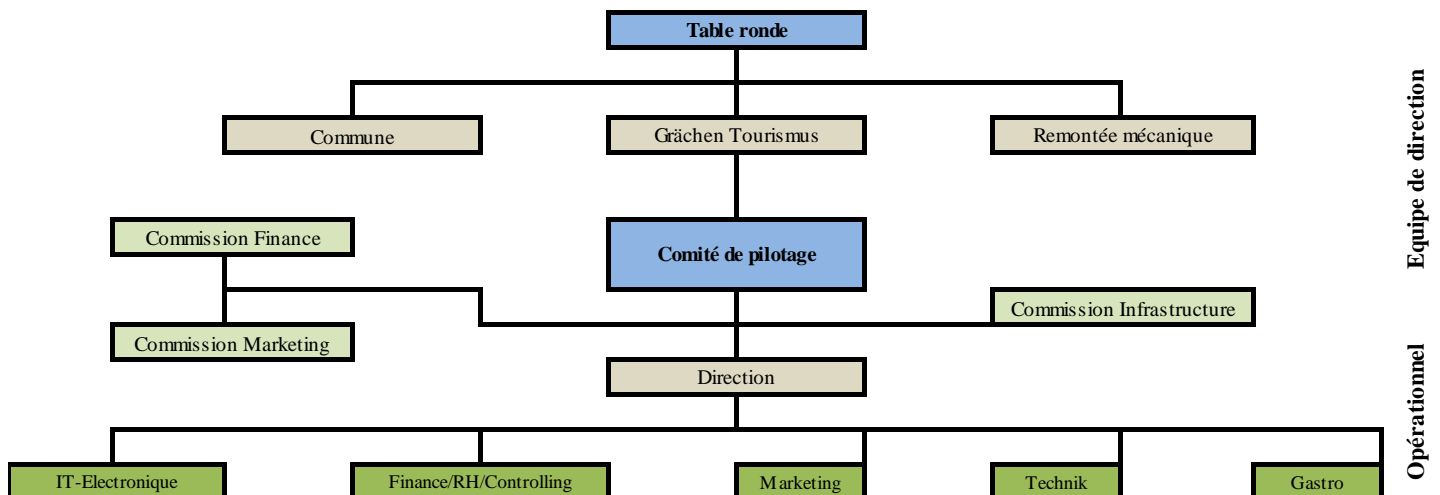 Table ronde
Commune
Grächen Tourismus
Remontée mécanique
Equipe de direction
Commission Finance
Comité de pilotage
Commission Infrastructure
Commission Marketing
Direction
Opérationnel
IT-Electronique
Finance/RH/Controlling
Marketing
Technik
Gastro